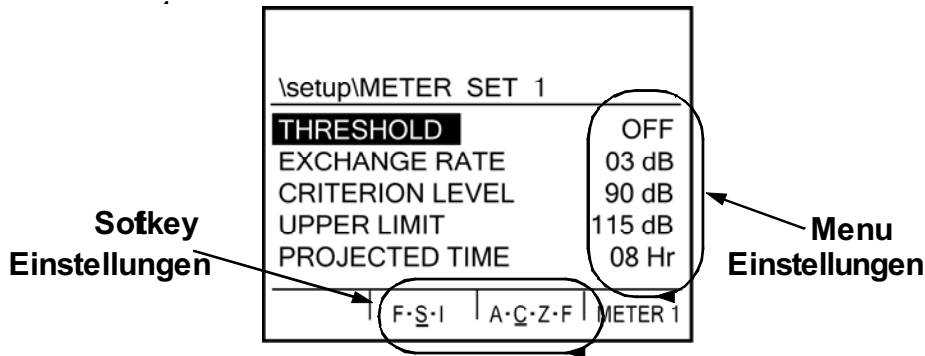 \setup\METER SET 1
THRESHOLD OFF
EXCHANGE RATE 03 dB
CRITERION LEVEL 90 dB
UPPER LIMIT 115 dB
PROJECTED TIME 08 Hr
F·S·I A·C·Z·F METER 1
Softkey
Einstellungen
Menu
Einstellungen